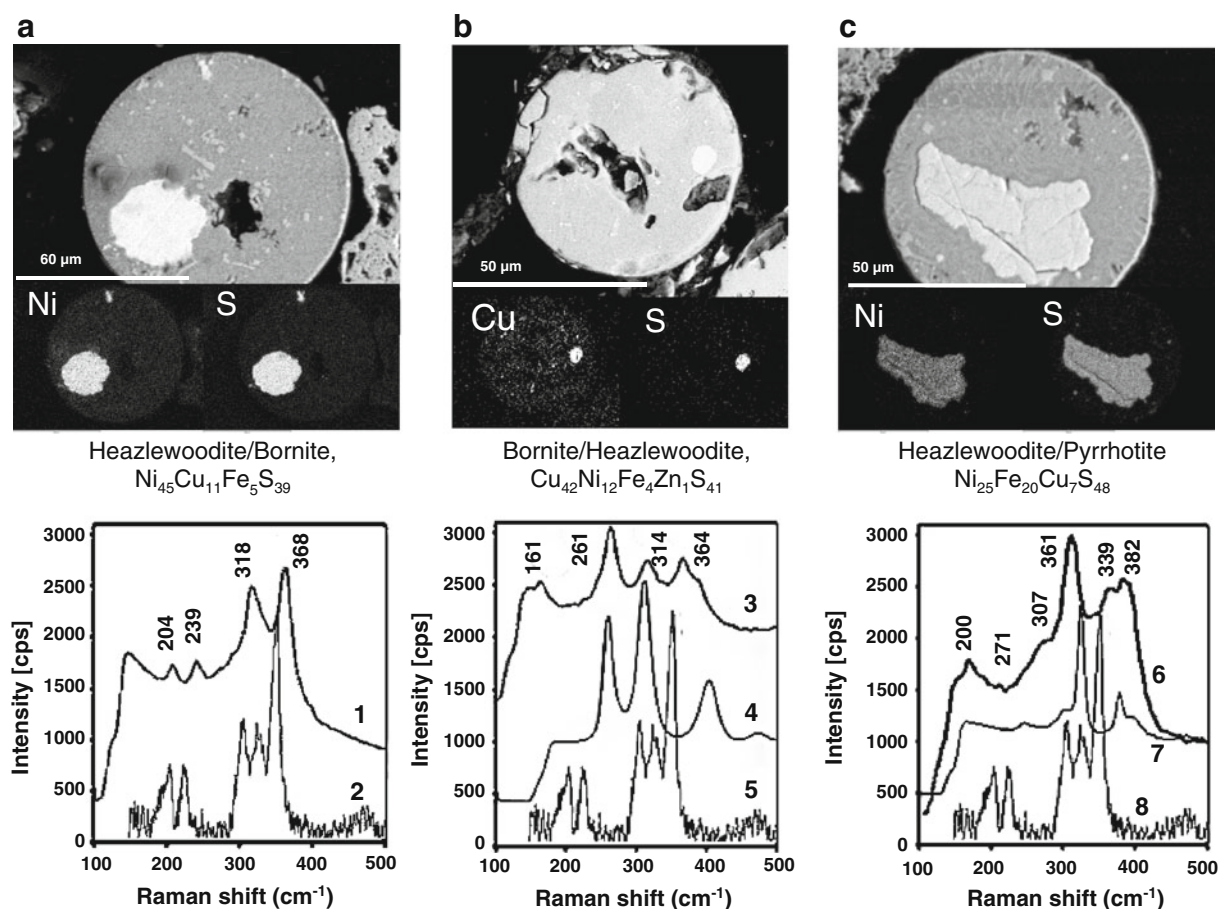 a
60 µm
Ni
S
Heazlewoodite/Bornite,
Ni₄₅Cu₁₁Fe₅S₃₉
3000
2500
2000
1500
1000
500
0
100 200 300 400 500
204
239
318
368
1
2
Intensity [cps]
Raman shift (cm⁻¹)
b
50 µm
Cu
S
Bornite/Heazlewoodite,
Cu₄₂Ni₁₂Fe₄Zn₁S₄₁
3000
2500
2000
1500
1000
500
0
100 200 300 400 500
161
261
314
364
3
4
5
Intensity [cps]
Raman shift (cm⁻¹)
c
50 µm
Ni
S
Heazlewoodite/Pyrrhotite
Ni₂₅Fe₂₀Cu₇S₄₈
3000
2500
2000
1500
1000
500
0
100 200 300 400 500
200
271
307
361
339
382
6
7
8
Intensity [cps]
Raman shift (cm⁻¹)